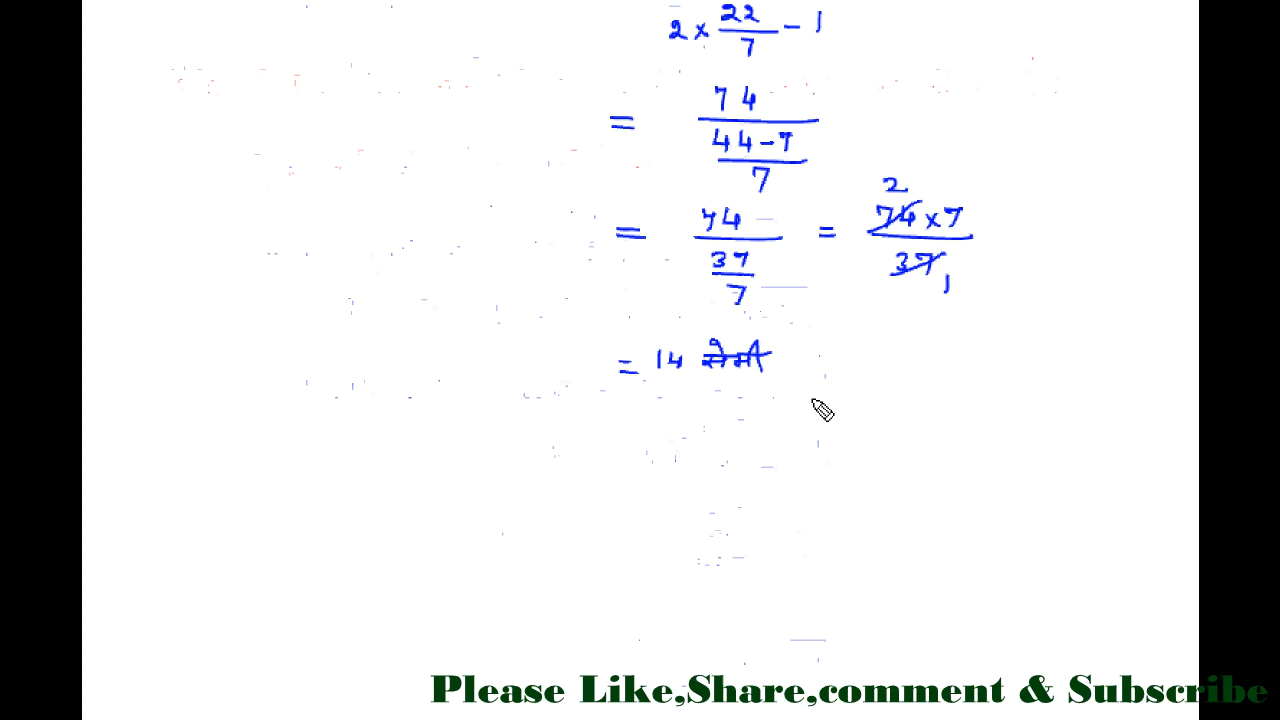 2 × 22/7 - 1
= 74/((44-7)/7)
= 74/(37/7) = 2 74×7/37 1
= 14
Please Like,Share,comment & Subscribe